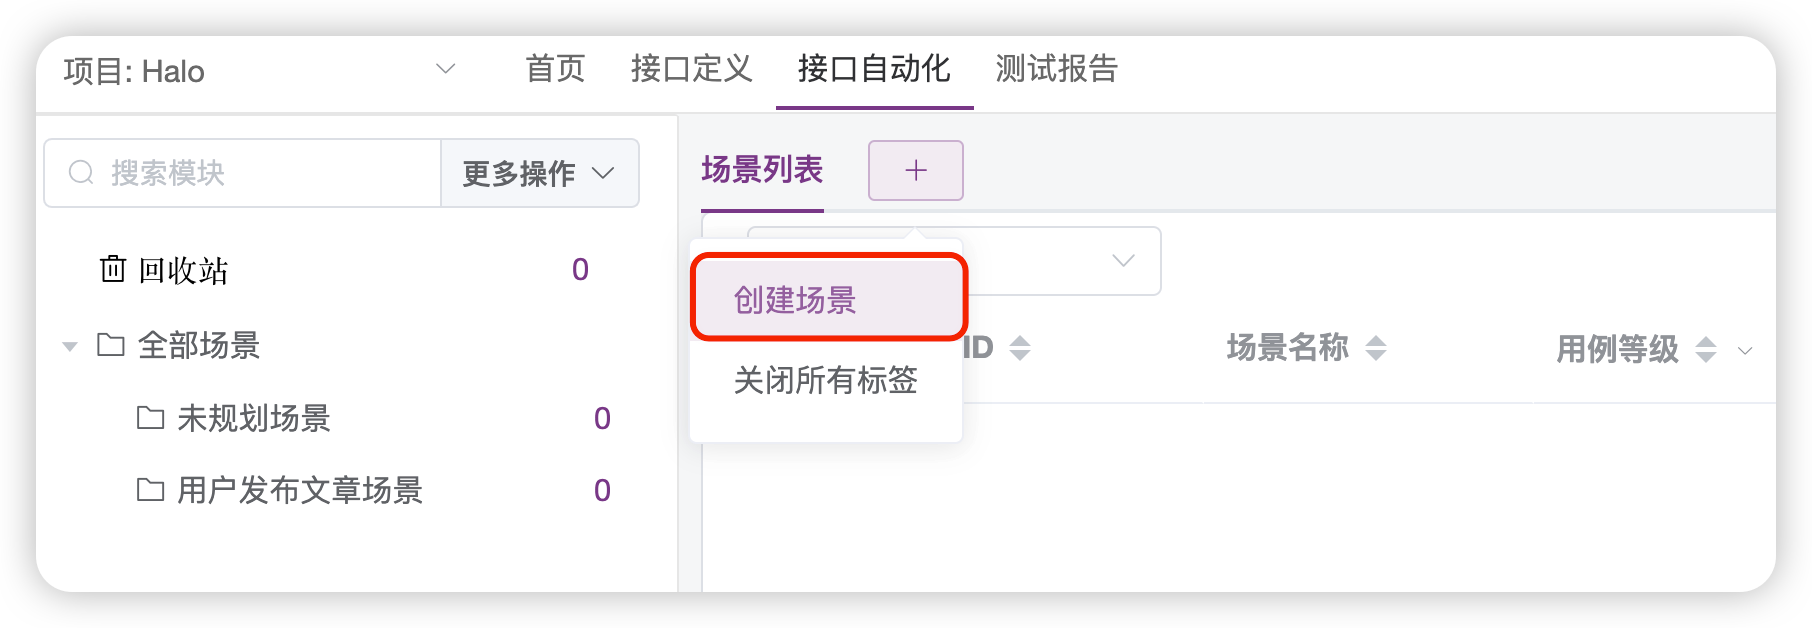 项目: Halo
首页 接口定义 接口自动化 测试报告
搜索模块 更多操作
场景列表 +
回收站 0
全部场景
未规划场景 0
用户发布文章场景 0
创建场景
关闭所有标签
ID 场景名称 用例等级